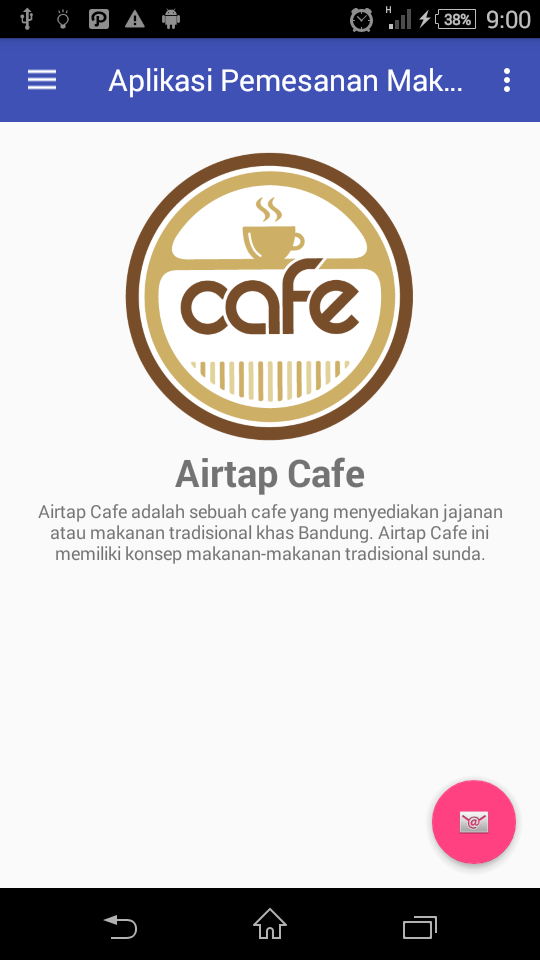 H
38%
9:00
Aplikasi Pemesanan Mak...
cafe
Airtap Cafe
Airtap Cafe adalah sebuah cafe yang menyediakan jajanan
atau makanan tradisional khas Bandung. Airtap Cafe ini
memiliki konsep makanan-makanan tradisional sunda.
@